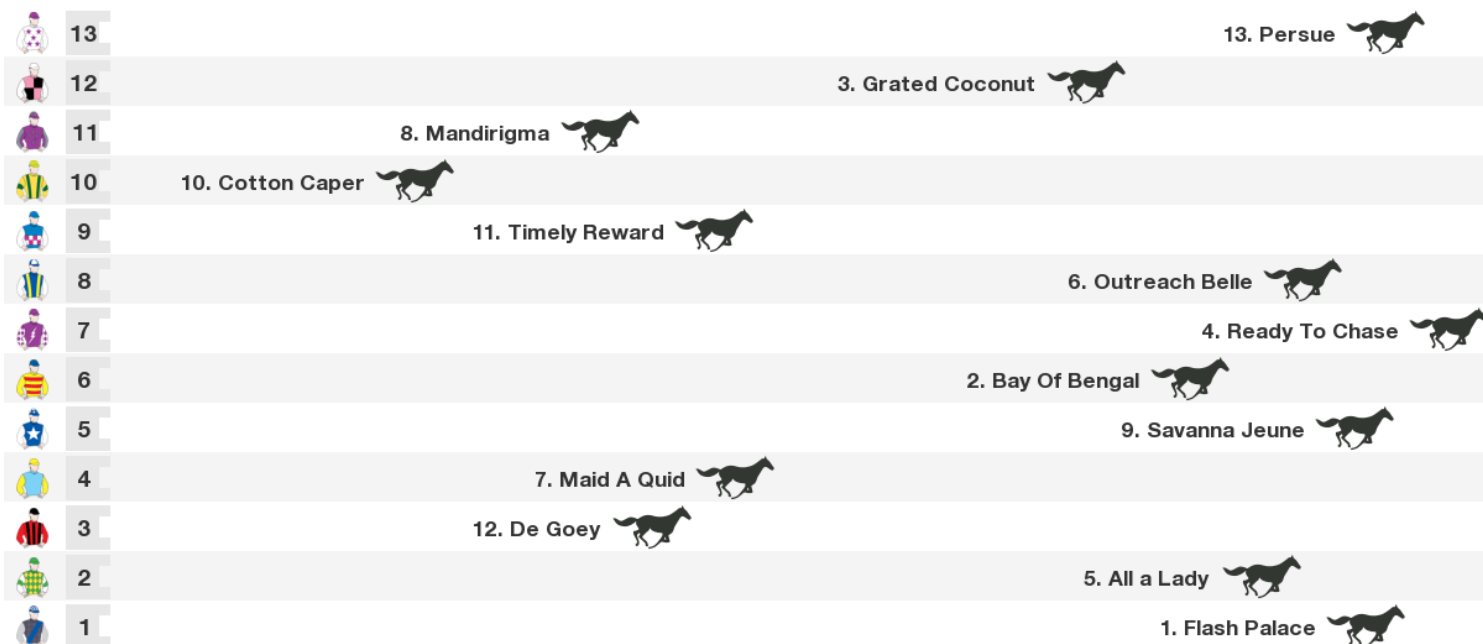 13 13. Persue
12 3. Grated Coconut
11 8. Mandirigma
10 10. Cotton Caper
9 11. Timely Reward
8 6. Outreach Belle
7 4. Ready To Chase
6 2. Bay Of Bengal
5 9. Savanna Jeune
4 7. Maid A Quid
3 12. De Goey
2 5. All a Lady
1 1. Flash Palace